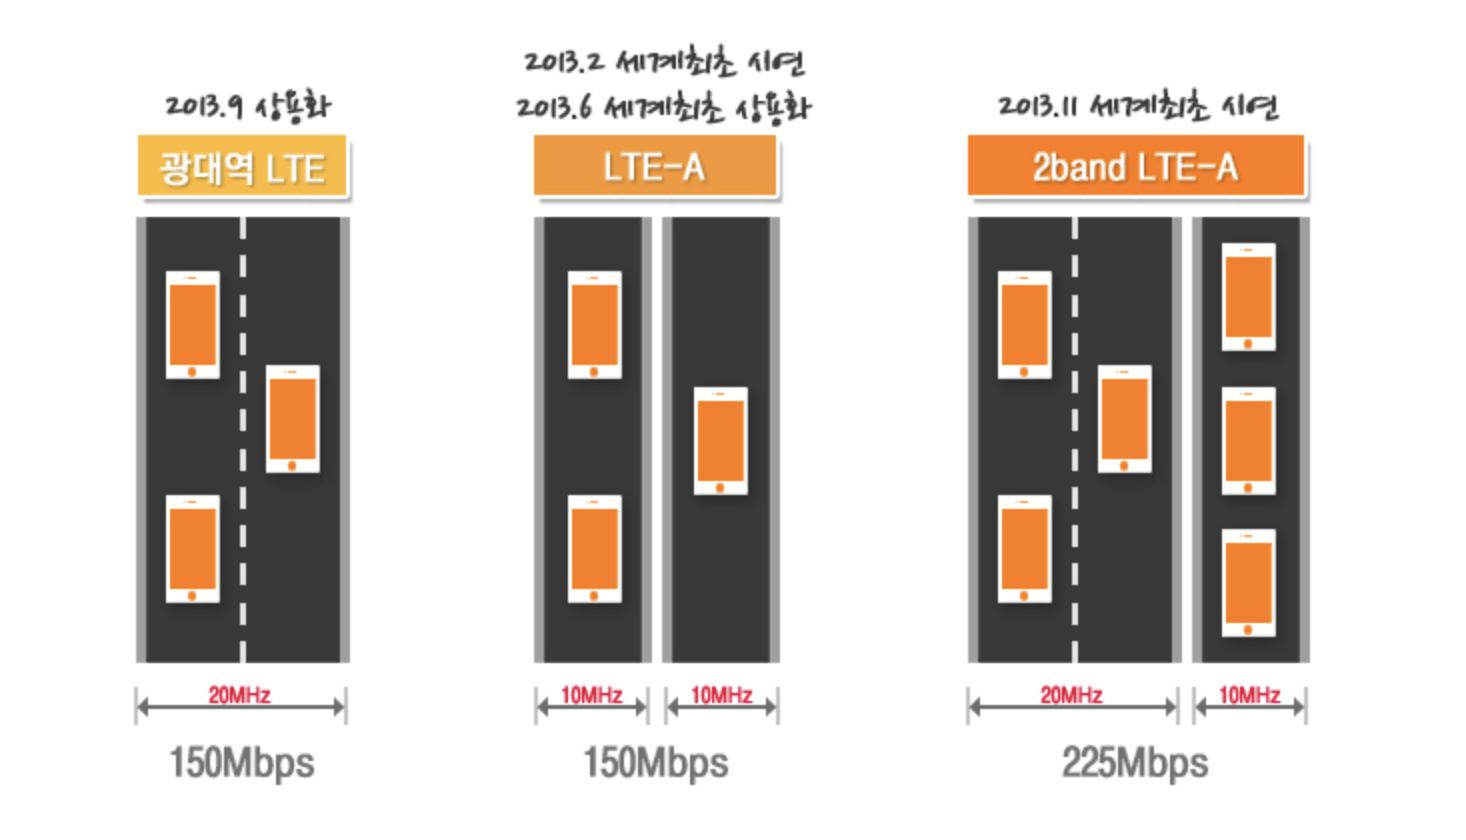 2013.9 상용화
광대역 LTE
20MHz
150Mbps
2013.2 세계최초 시연
2013.6 세계최초 상용화
LTE-A
10MHz 10MHz
150Mbps
2013.11 세계최초 시연
2band LTE-A
20MHz 10MHz
225Mbps